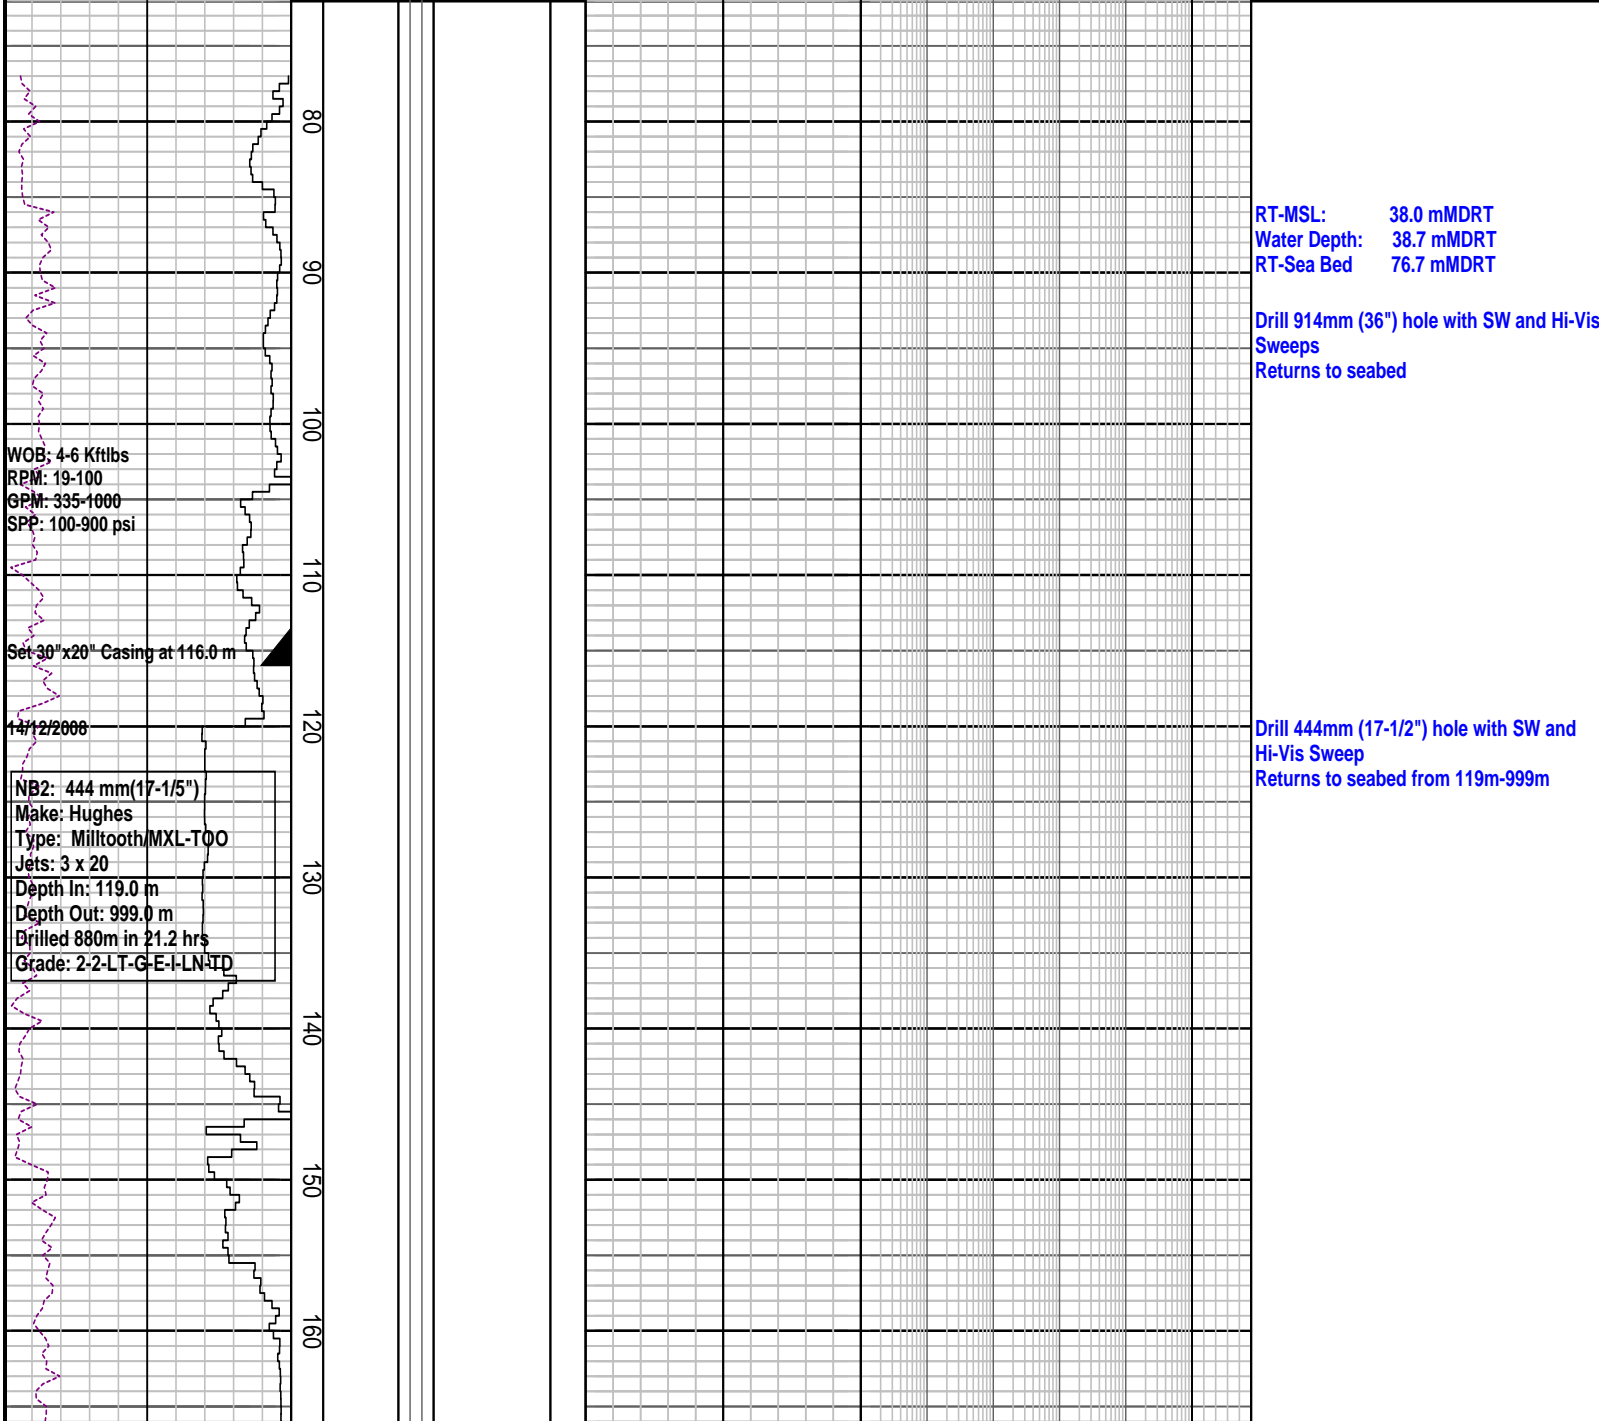 80
RT-MSL: 38.0 mMDRT
Water Depth: 38.7 mMDRT
RT-Sea Bed 76.7 mMDRT
90
Drill 914mm (36") hole with SW and Hi-Vis
Sweeps
Returns to seabed
100
WOB: 4-6 Kftlbs
RPM: 19-100
GPM: 335-1000
SPP: 100-900 psi
110
Set 30"x20" Casing at 116.0 m
14/12/2008
120
Drill 444mm (17-1/2") hole with SW and
Hi-Vis Sweep
Returns to seabed from 119m-999m
NB2: 444 mm(17-1/5")
Make: Hughes
Type: Milltooth/MXL-TOO
Jets: 3 x 20
Depth In: 119.0 m
Depth Out: 999.0 m
Drilled 880m in 21.2 hrs
Grade: 2-2-LT-G-E-I-LN-TD
130
140
150
160